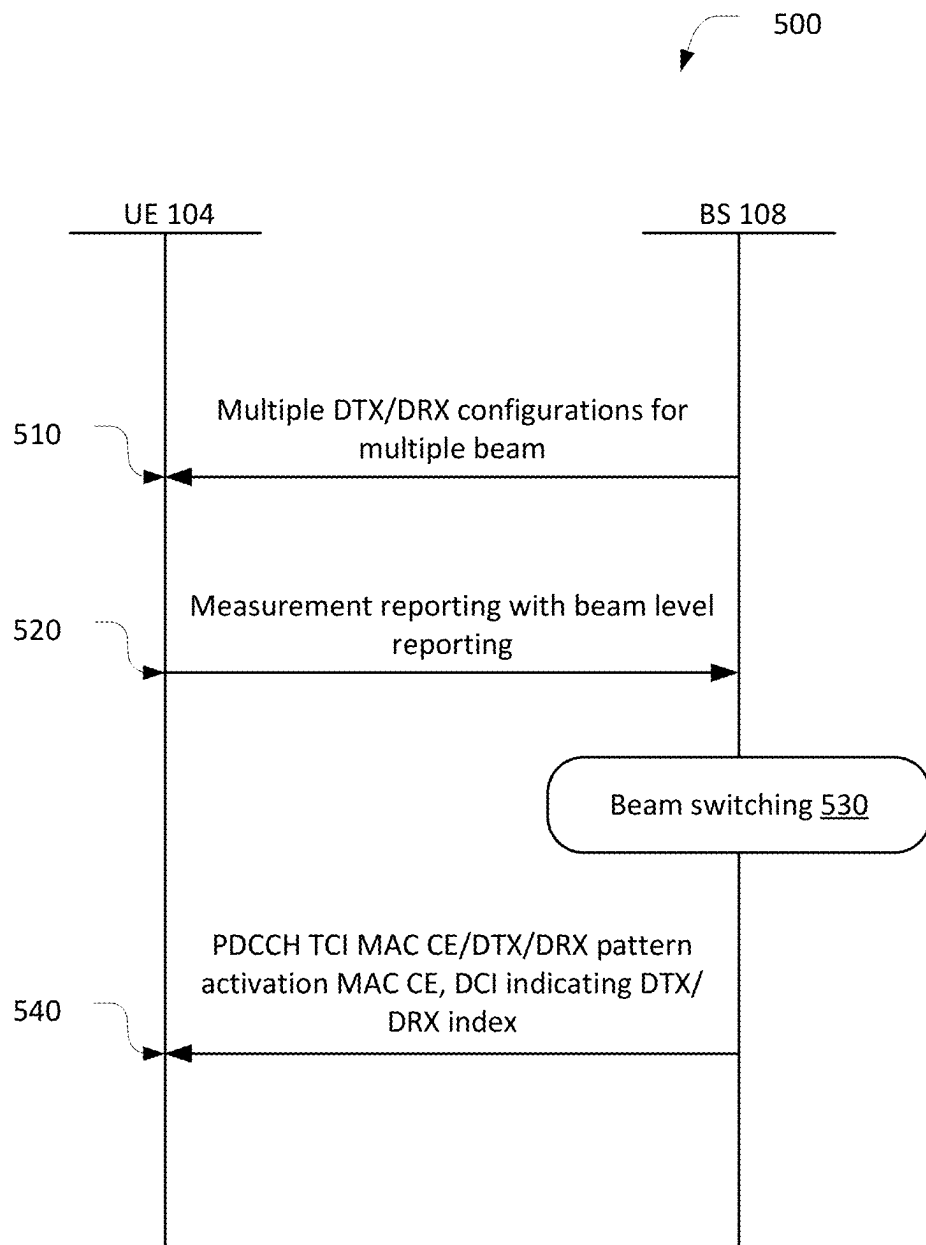 500
UE 104
BS 108
Multiple DTX/DRX configurations for
multiple beam
510
Measurement reporting with beam level
reporting
520
Beam switching 530
PDCCH TCI MAC CE/DTX/DRX pattern
activation MAC CE, DCI indicating DTX/
DRX index
540